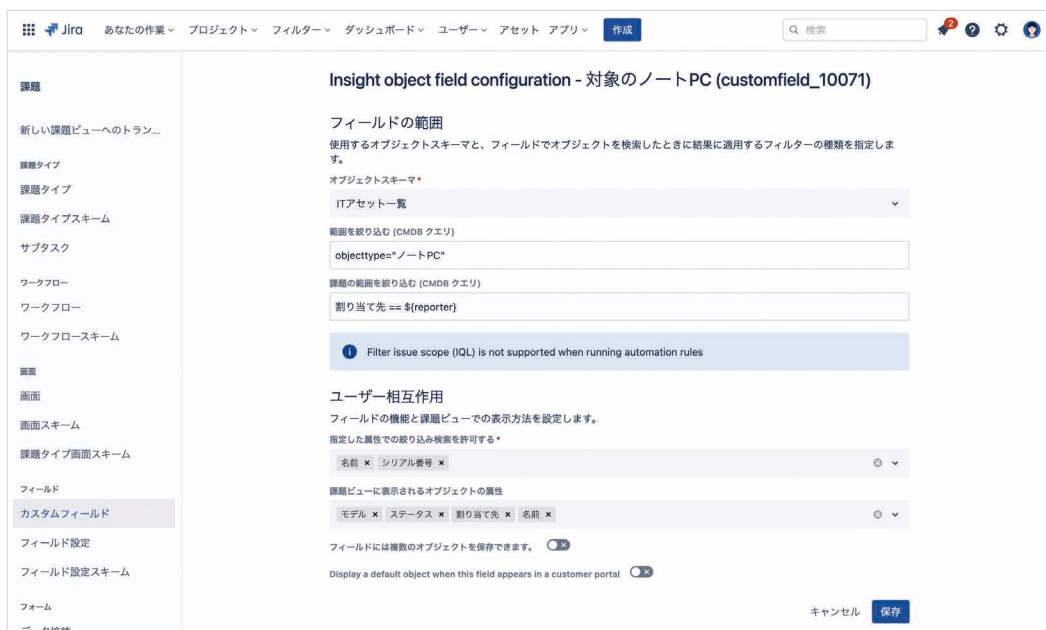 Jira あなたの作業 プロジェクト フィルター ダッシュボード ユーザー アセット アプリ 作成 検索 2
課題
新しい課題ビューへのトラン...
課題タイプ
課題タイプ
課題タイプスキーム
サブタスク
ワークフロー
ワークフロー
ワークフロースキーム
画面
画面
画面スキーム
課題タイプ画面スキーム
フィールド
カスタムフィールド
フィールド設定
フィールド設定スキーム
フォーム
Insight object field configuration - 対象のノートPC (customfield_10071)
フィールドの範囲
使用するオブジェクトスキーマと、フィールドでオブジェクトを検索したときに結果に適用するフィルターの種類を指定しま
す。
オブジェクトスキーマ*
ITアセット一覧
範囲を絞り込む (CMDB クエリ)
objecttype="ノートPC"
課題の範囲を絞り込む (CMDB クエリ)
割り当て先 == ${reporter}
Filter issue scope (IQL) is not supported when running automation rules
ユーザー相互作用
フィールドの機能と課題ビューでの表示方法を設定します。
指定した属性での絞り込み検索を許可する*
名前 × シリアル番号 ×
課題ビューに表示されるオブジェクトの属性
モデル × ステータス × 割り当て先 × 名前 ×
フィールドには複数のオブジェクトを保存できます。
Display a default object when this field appears in a customer portal
キャンセル 保存